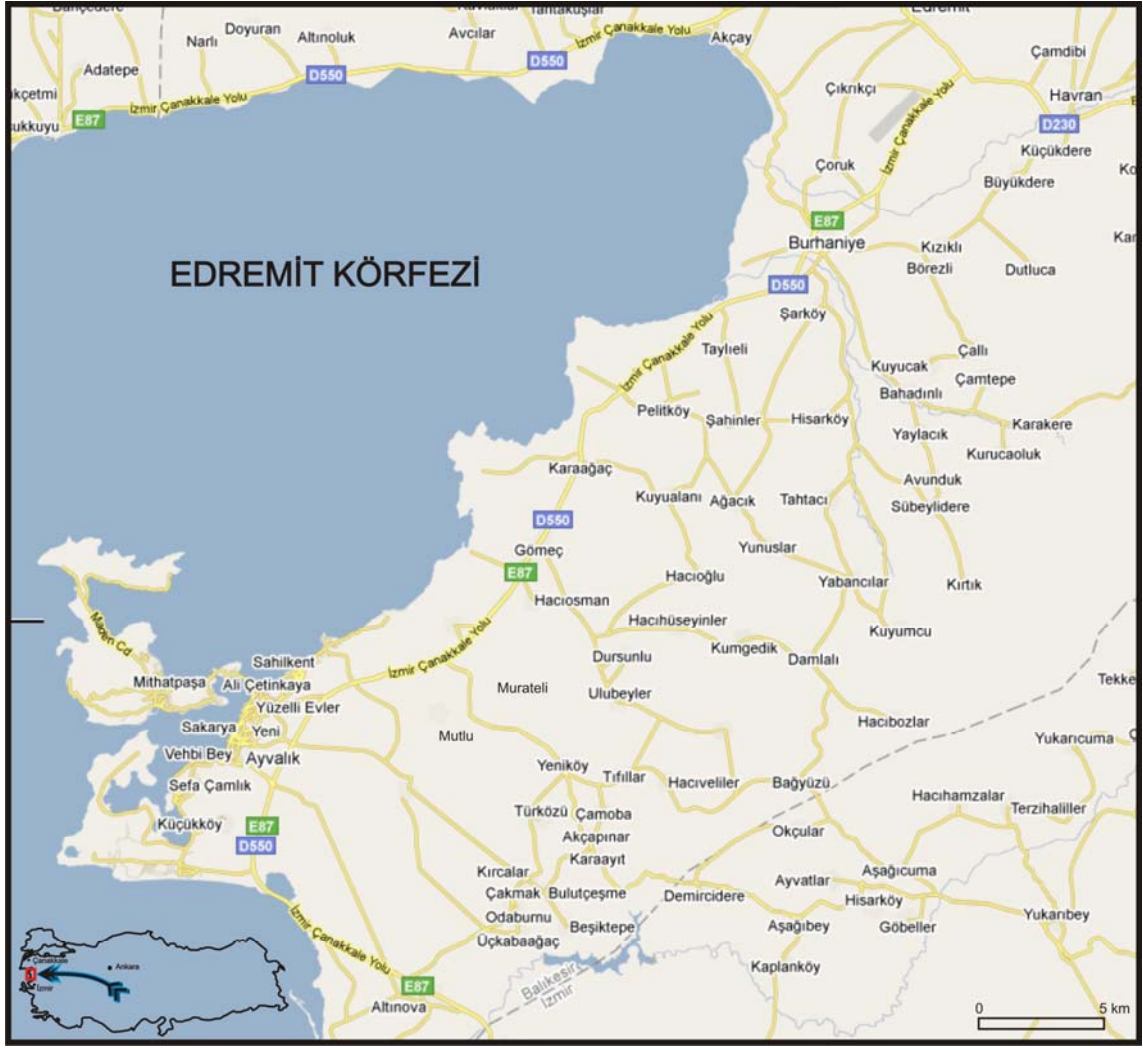 Edremit
Doyuran
Narlı
Altınoluk
Avcılar
İzmir Çanakkale Yolu
Akçay
Çamdibi
Adatepe
D550
D550
Çıkrıkçı
Havran
İzmir Çanakkale Yolu
E87
D230
İzmir Çanakkale Yolu
Küçükdere
Çoruk
Büyükdere
E87
Burhaniye
Kızıklı
Börezli
Dutluca
EDREMİT KÖRFEZİ
D550
Şarköy
İzmir Çanakkale Yolu
Taylıeli
Çallı
Kuyucak
Çamtepe
Bahadınlı
Pelitköy
Şahinler
Hisarköy
Karakere
Yaylacık
Kurucaoluk
Karaağaç
Avunduk
Kuyualanı
Ağacık
Tahtacı
Sübeylidere
D550
Gömeç
Yunuslar
E87
Hacıoğlu
Yabancılar
Kırtık
Hacıosman
Maden Cd
Hacıhüseyinler
Kuyumcu
İzmir Çanakkale Yolu
Kumgedik
Damlalı
Sahilkent
Dursunlu
Mithatpaşa
Ali Çetinkaya
Murateli
Ulubeyler
Tekke
Yüzelli Evler
Sakarya
Yeni
Mutlu
Hacıbozlar
Yukarıcuma
Vehbi Bey
Ayvalık
Yeniköy
Tıfıllar
Hacıveliler
Bağyüzü
Sefa Çamlık
Hacıhamzalar
Terzihaliller
Türközü
Çamoba
Küçükköy
E87
Akçapınar
Okçular
D550
Karaayıt
Kırcalar
Aşağıcuma
Çakmak
Bulutçeşme
Demircidere
Ayvatlar
Hisarköy
Yukarıbey
Odaburnu
Beşiktepe
Aşağıbey
Göbeller
İzmir Çanakkale Yolu
Üçkabaağaç
Kaplanköy
Çanakkale
Ankara
İzmir
E87
Altınova
Balıkesir
İzmir
0 5 km